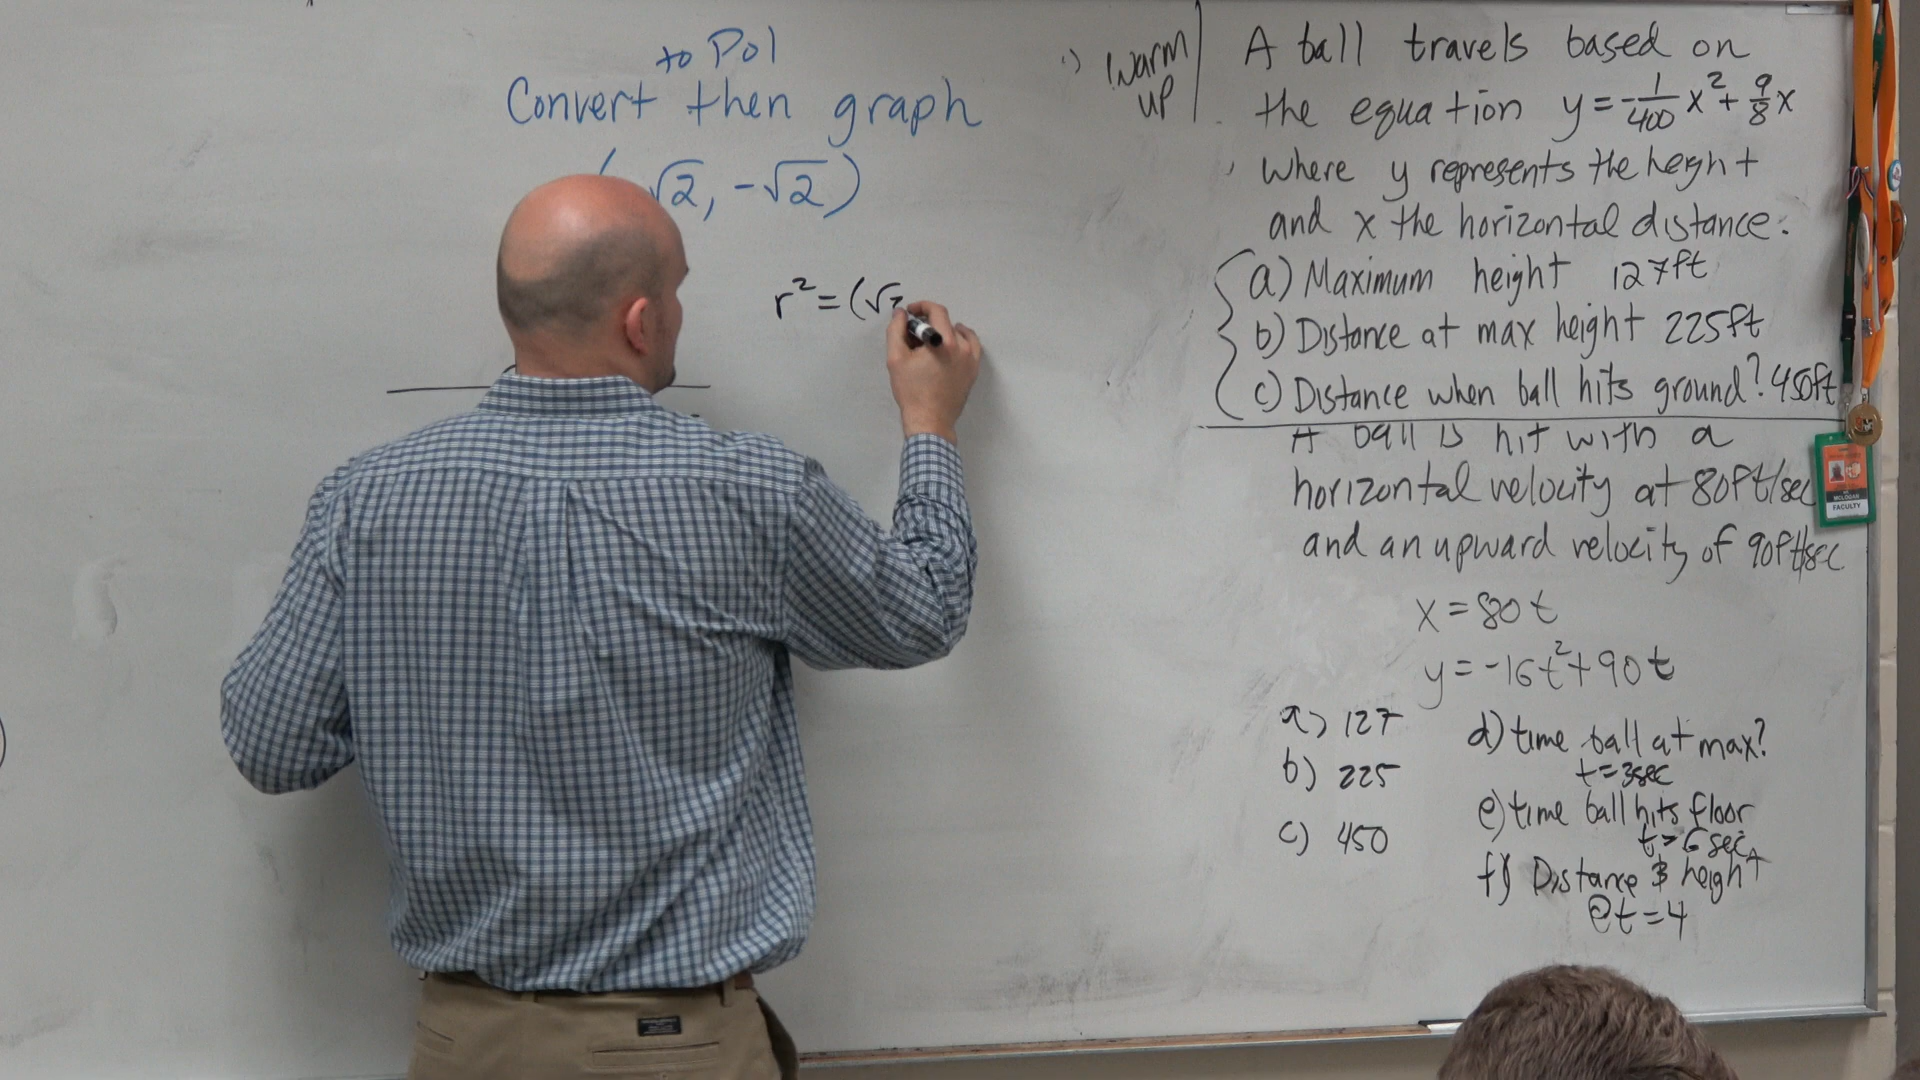 to Pol
Convert then graph
(√2, -√2)
r² = (√2
1) Warm up
A ball travels based on
the equation y = -1/400 x² + 9/8 x
where y represents the height
and x the horizontal distance.
a) Maximum height 127ft
b) Distance at max height 225ft
c) Distance when ball hits ground? 450ft
A ball is hit with a
horizontal velocity at 80ft/sec
and an upward velocity of 90ft/sec
x = 80t
y = -16t² + 90t
a) 127
b) 225
c) 450
d) time ball at max?
t = 3sec
e) time ball hits floor
t = 6 sec
f) Distance & height
@t = 4
MCLOGAN
FACULTY